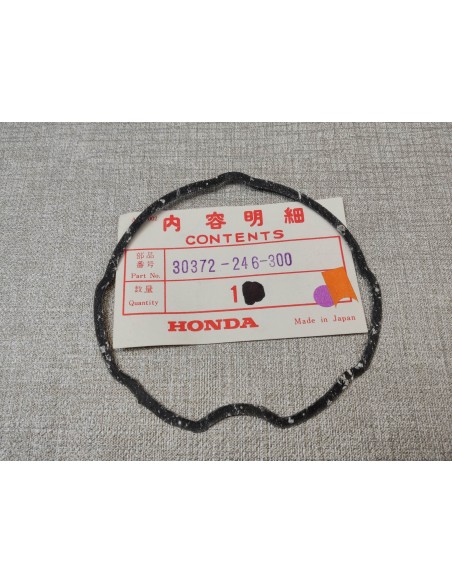 内容明細
CONTENTS
部品番号
Part No. 30372-246-300
数量
Quantity 1
HONDA Made in Japan